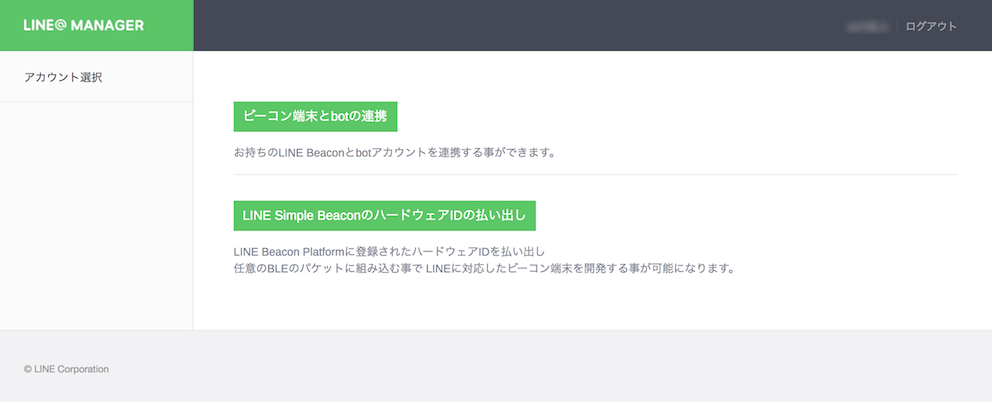 LINE@ MANAGER
ログアウト
アカウント選択
ビーコン端末とbotの連携
お持ちのLINE Beaconとbotアカウントを連携する事ができます。
LINE Simple BeaconのハードウェアIDの払い出し
LINE Beacon Platformに登録されたハードウェアIDを払い出し
任意のBLEのパケットに組み込む事で LINEに対応したビーコン端末を開発する事が可能になります。
© LINE Corporation